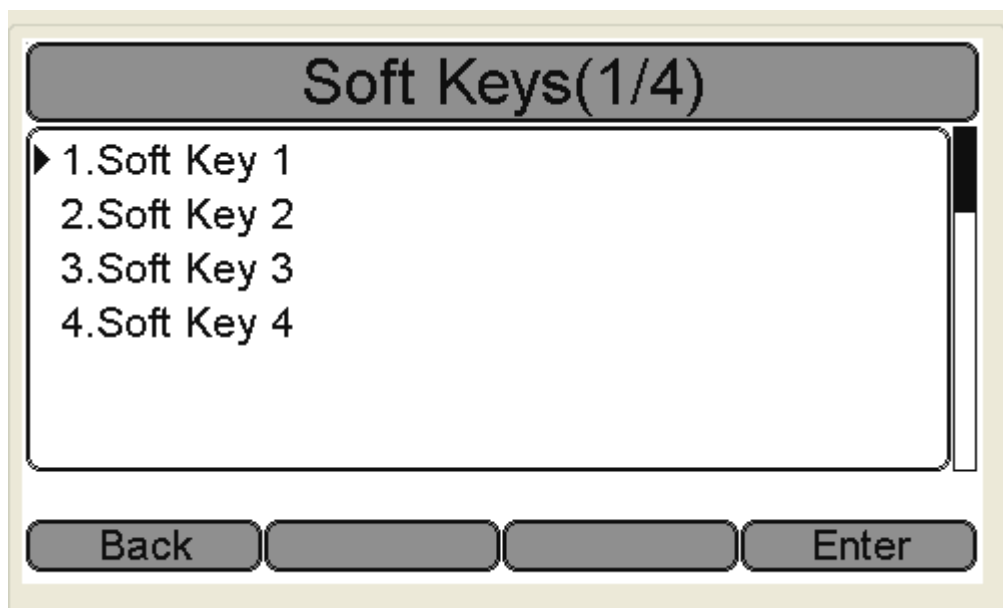 Soft Keys(1/4)
1.Soft Key 1
2.Soft Key 2
3.Soft Key 3
4.Soft Key 4
Back Enter